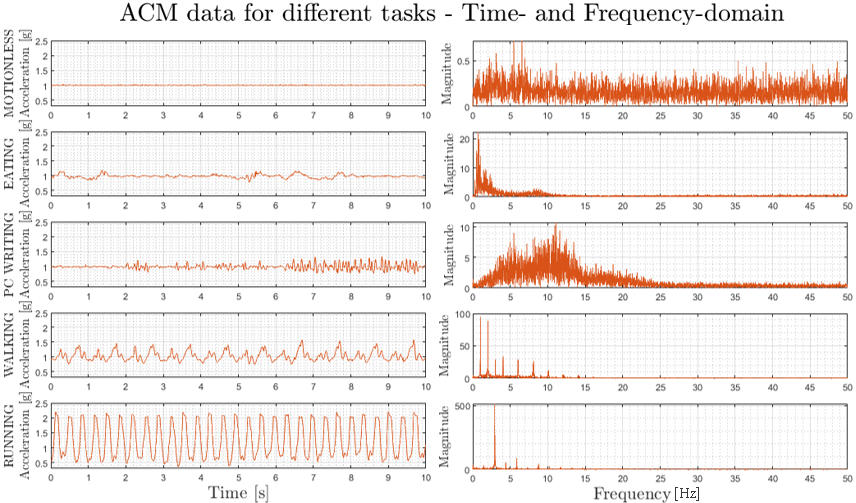 ACM data for different tasks - Time- and Frequency-domain
MOTIONLESS
Acceleration [g]
2.5
2
1.5
1
0.5
0 1 2 3 4 5 6 7 8 9 10
Magnitude
0.5
0
0 5 10 15 20 25 30 35 40 45 50
EATING
Acceleration [g]
2.5
2
1.5
1
0.5
0 1 2 3 4 5 6 7 8 9 10
Magnitude
20
10
0
0 5 10 15 20 25 30 35 40 45 50
PC WRITING
Acceleration [g]
2.5
2
1.5
1
0.5
0 1 2 3 4 5 6 7 8 9 10
Magnitude
10
5
0
0 5 10 15 20 25 30 35 40 45 50
WALKING
Acceleration [g]
2.5
2
1.5
1
0.5
0 1 2 3 4 5 6 7 8 9 10
Magnitude
100
50
0
0 5 10 15 20 25 30 35 40 45 50
RUNNING
Acceleration [g]
2.5
2
1.5
1
0.5
0 1 2 3 4 5 6 7 8 9 10
Time [s]
Magnitude
500
0
0 5 10 15 20 25 30 35 40 45 50
Frequency [Hz]